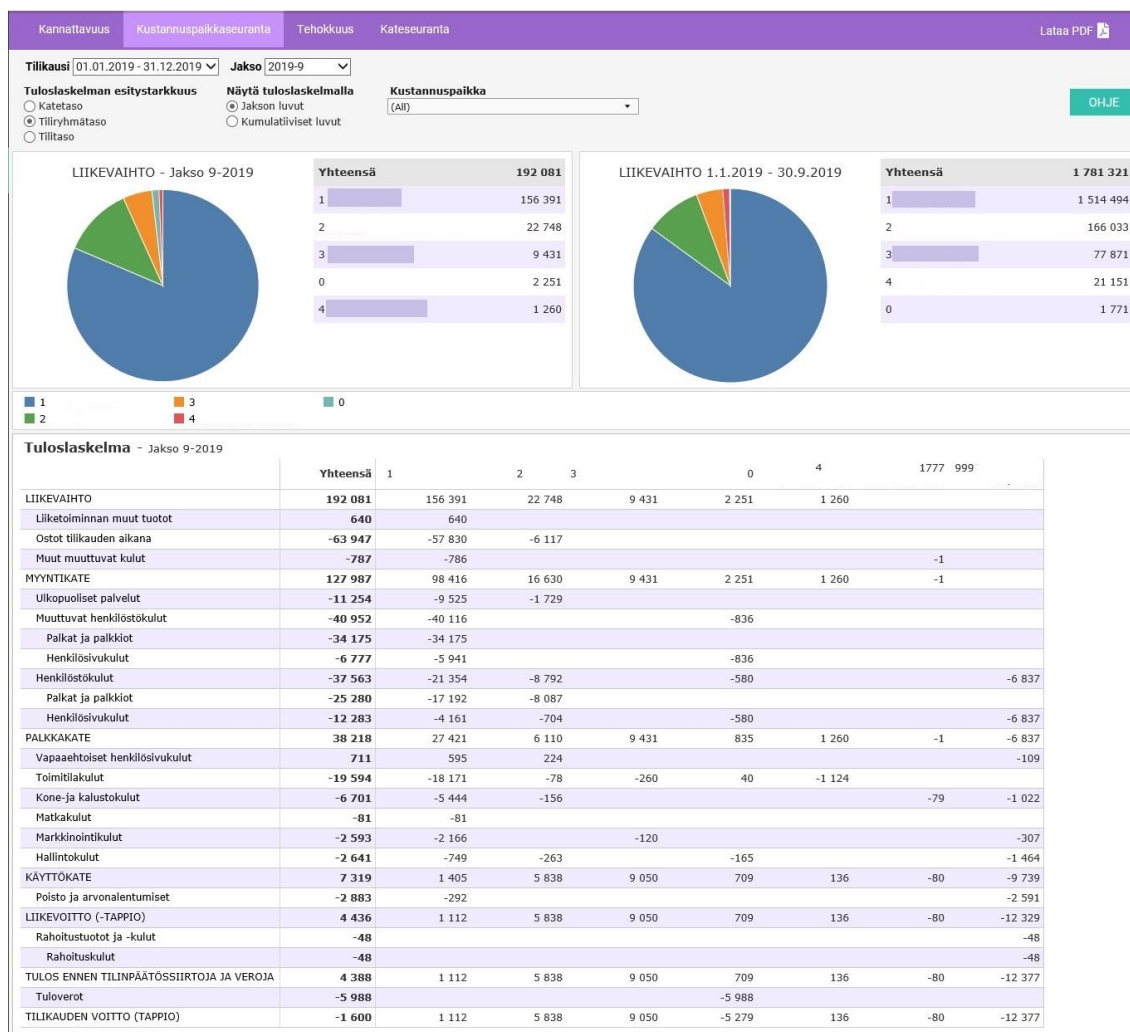 Kannattavuus Kustannuspaikkaseuranta Tehokkuus Kateseuranta Lataa PDF
Tilikausi 01.01.2019 - 31.12.2019 Jakso 2019-9
Tuloslaskelman esitystarkkuus Näytä tuloslaskelmalla Kustannuspaikka
Katetaso Jakson luvut (All) OHJE
Tiliryhmätaso Kumulatiiviset luvut
Tilitaso
LIIKEVAIHTO - Jakso 9-2019
Yhteensä 192 081
1 156 391
2 22 748
3 9 431
0 2 251
4 1 260
LIIKEVAIHTO 1.1.2019 - 30.9.2019
Yhteensä 1 781 321
1 1 514 494
2 166 033
3 77 871
4 21 151
0 1 771
1 3 0
2 4
Tuloslaskelma - Jakso 9-2019
Yhteensä 1 2 3 0 4 1777 999
LIIKEVAIHTO 192 081 156 391 22 748 9 431 2 251 1 260
Liiketoiminnan muut tuotot 640 640
Ostot tilikauden aikana -63 947 -57 830 -6 117
Muut muuttuvat kulut -787 -786 -1
MYYNTIKATE 127 987 98 416 16 630 9 431 2 251 1 260 -1
Ulkopuoliset palvelut -11 254 -9 525 -1 729
Muuttuvat henkilöstökulut -40 952 -40 116 -836
Palkat ja palkkiot -34 175 -34 175
Henkilösivukulut -6 777 -5 941 -836
Henkilöstökulut -37 563 -21 354 -8 792 -580 -6 837
Palkat ja palkkiot -25 280 -17 192 -8 087
Henkilösivukulut -12 283 -4 161 -704 -580 -6 837
PALKKAKATE 38 218 27 421 6 110 9 431 835 1 260 -1 -6 837
Vapaaehtoiset henkilösivukulut 711 595 224 -109
Toimitilakulut -19 594 -18 171 -78 -260 40 -1 124
Kone-ja kalustokulut -6 701 -5 444 -156 -79 -1 022
Matkakulut -81 -81
Markkinointikulut -2 593 -2 166 -120 -307
Hallintokulut -2 641 -749 -263 -165 -1 464
KÄYTTÖKATE 7 319 1 405 5 838 9 050 709 136 -80 -9 739
Poisto ja arvonalentumiset -2 883 -292 -2 591
LIIKEVOITTO (-TAPPIO) 4 436 1 112 5 838 9 050 709 136 -80 -12 329
Rahoitustuotot ja -kulut -48 -48
Rahoituskulut -48 -48
TULOS ENNEN TILINPÄÄTÖSSIIRTOJA JA VEROJA 4 388 1 112 5 838 9 050 709 136 -80 -12 377
Tuloverot -5 988 -5 988
TILIKAUDEN VOITTO (TAPPIO) -1 600 1 112 5 838 9 050 -5 279 136 -80 -12 377